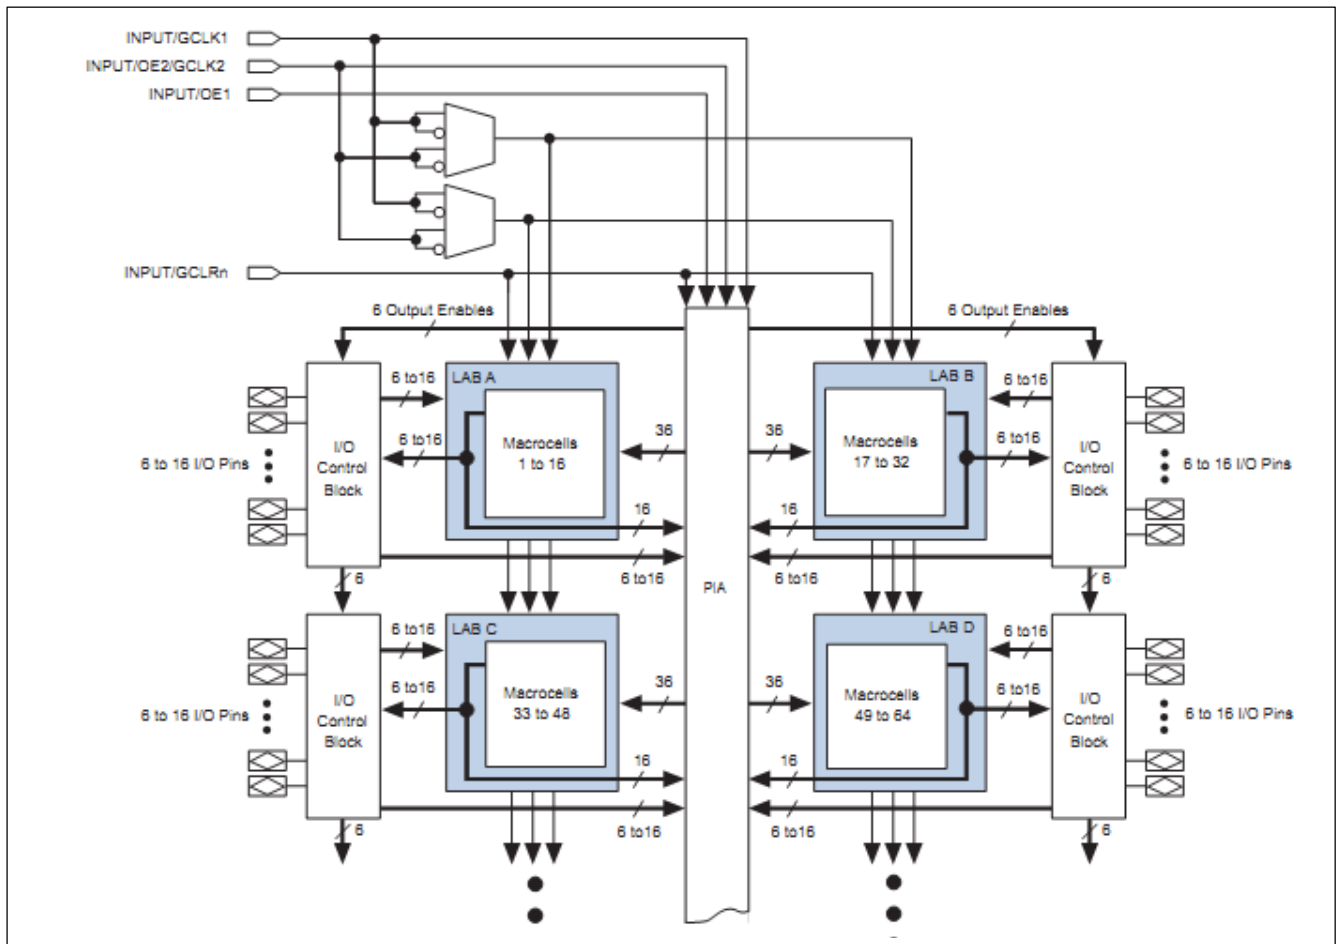 INPUT/GCLK1
INPUT/OE2/GCLK2
INPUT/OE1
INPUT/GCLRn
6 Output Enables
6 Output Enables
6 to16
LAB A
LAB B
6 to16
6 to16
Macrocells
1 to 16
36
36
Macrocells
17 to 32
6 to16
6 to 16 I/O Pins
I/O
Control
Block
I/O
Control
Block
6 to 16 I/O Pins
16
16
6 to16
6 to16
6
PIA
6
6 to16
LAB C
LAB D
6 to16
6 to16
Macrocells
33 to 48
36
36
Macrocells
49 to 64
6 to16
6 to 16 I/O Pins
I/O
Control
Block
I/O
Control
Block
6 to 16 I/O Pins
16
16
6 to16
6 to16
6
6